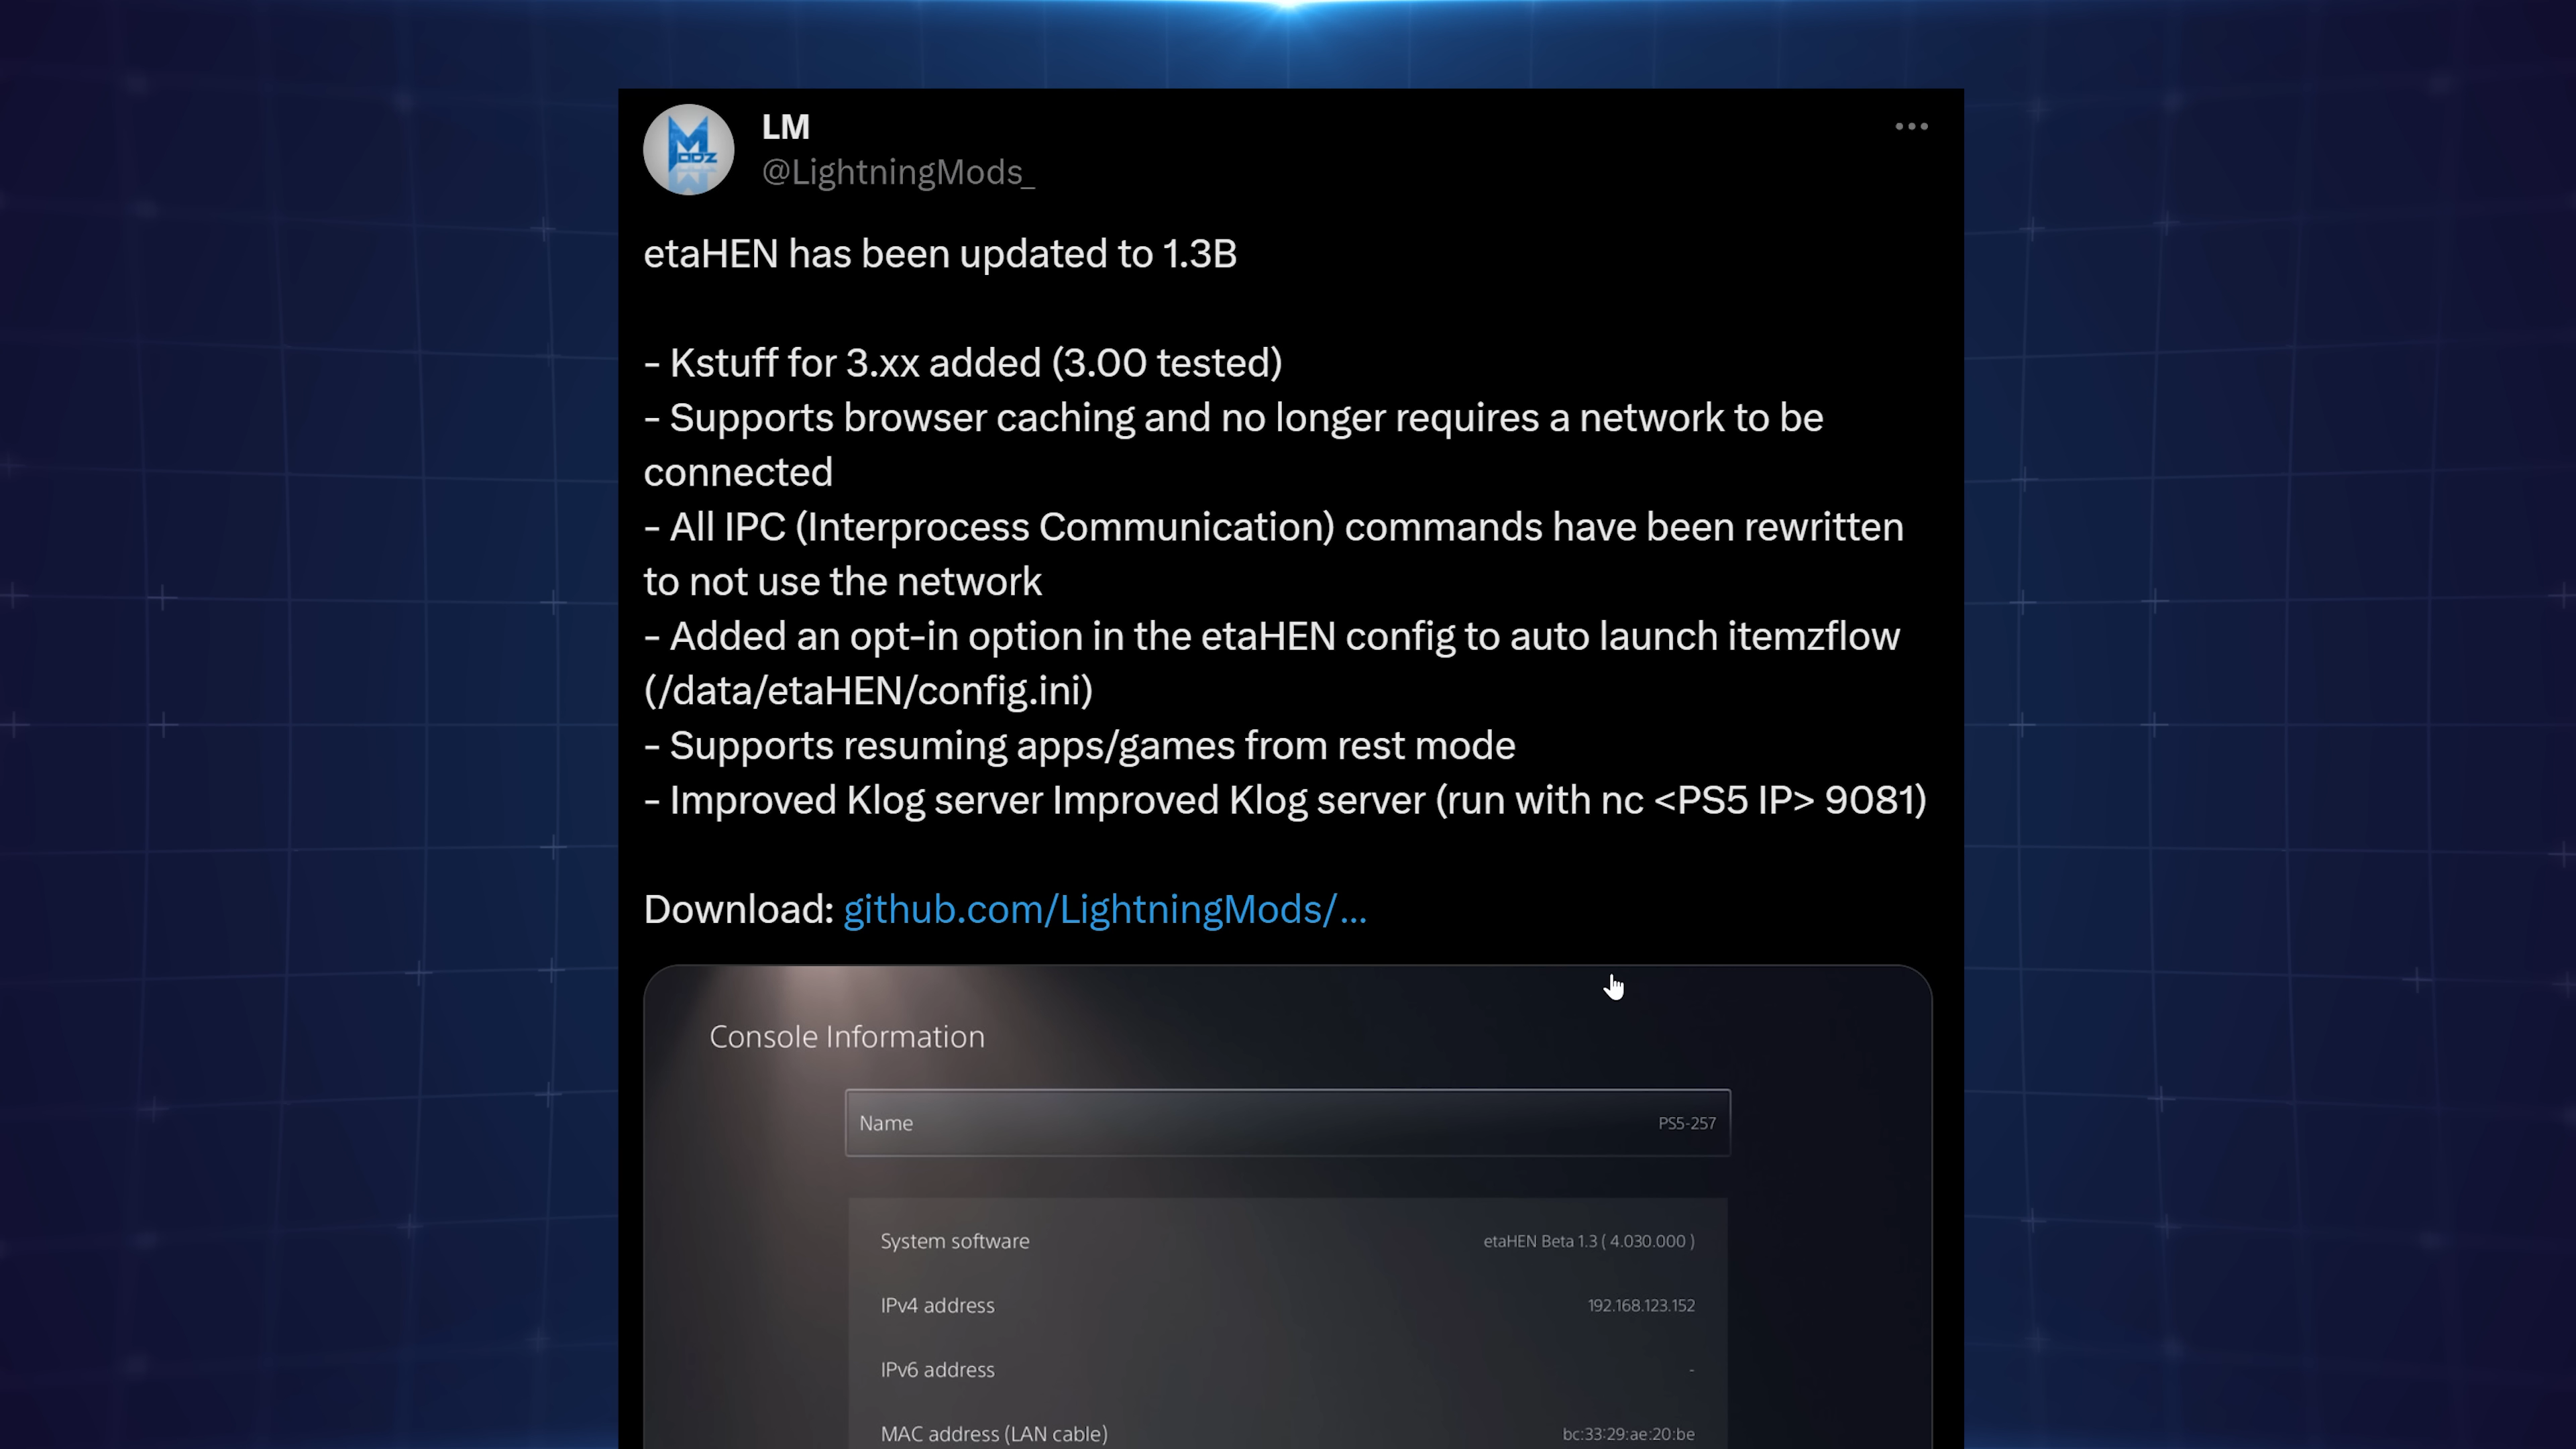 LM
@LightningMods_
etaHEN has been updated to 1.3B
- Kstuff for 3.xx added (3.00 tested)
- Supports browser caching and no longer requires a network to be
connected
- All IPC (Interprocess Communication) commands have been rewritten
to not use the network
- Added an opt-in option in the etaHEN config to auto launch itemzflow
(/data/etaHEN/config.ini)
- Supports resuming apps/games from rest mode
- Improved Klog server Improved Klog server (run with nc <PS5 IP> 9081)
Download: github.com/LightningMods/...
Console Information
Name PS5-257
System software etaHEN Beta 1.3 ( 4.030.000 )
IPv4 address 192.168.123.152
IPv6 address -
MAC address (LAN cable) bc:33:29:ae:20:be